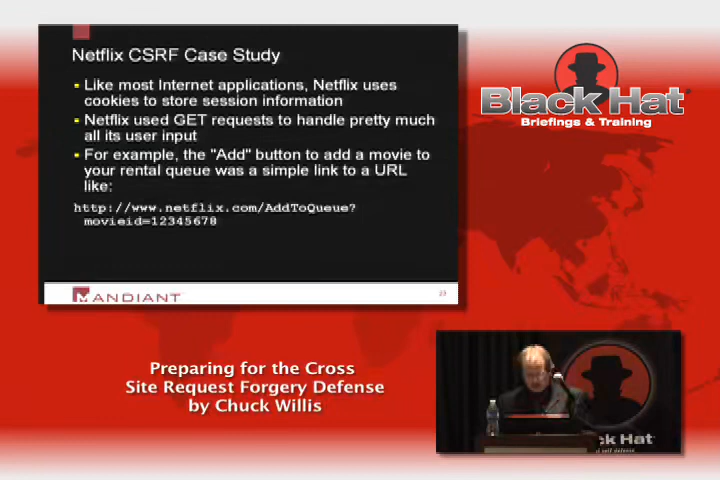 Netflix CSRF Case Study
Like most Internet applications, Netflix uses
cookies to store session information
Netflix used GET requests to handle pretty much
all its user input
For example, the "Add" button to add a movie to
your rental queue was a simple link to a URL
like:
http://www.netflix.com/AddToQueue?
movieid=12345678
MANDIANT
23
Black Hat
Briefings & Training
Preparing for the Cross
Site Request Forgery Defense
by Chuck Willis
ck Hat